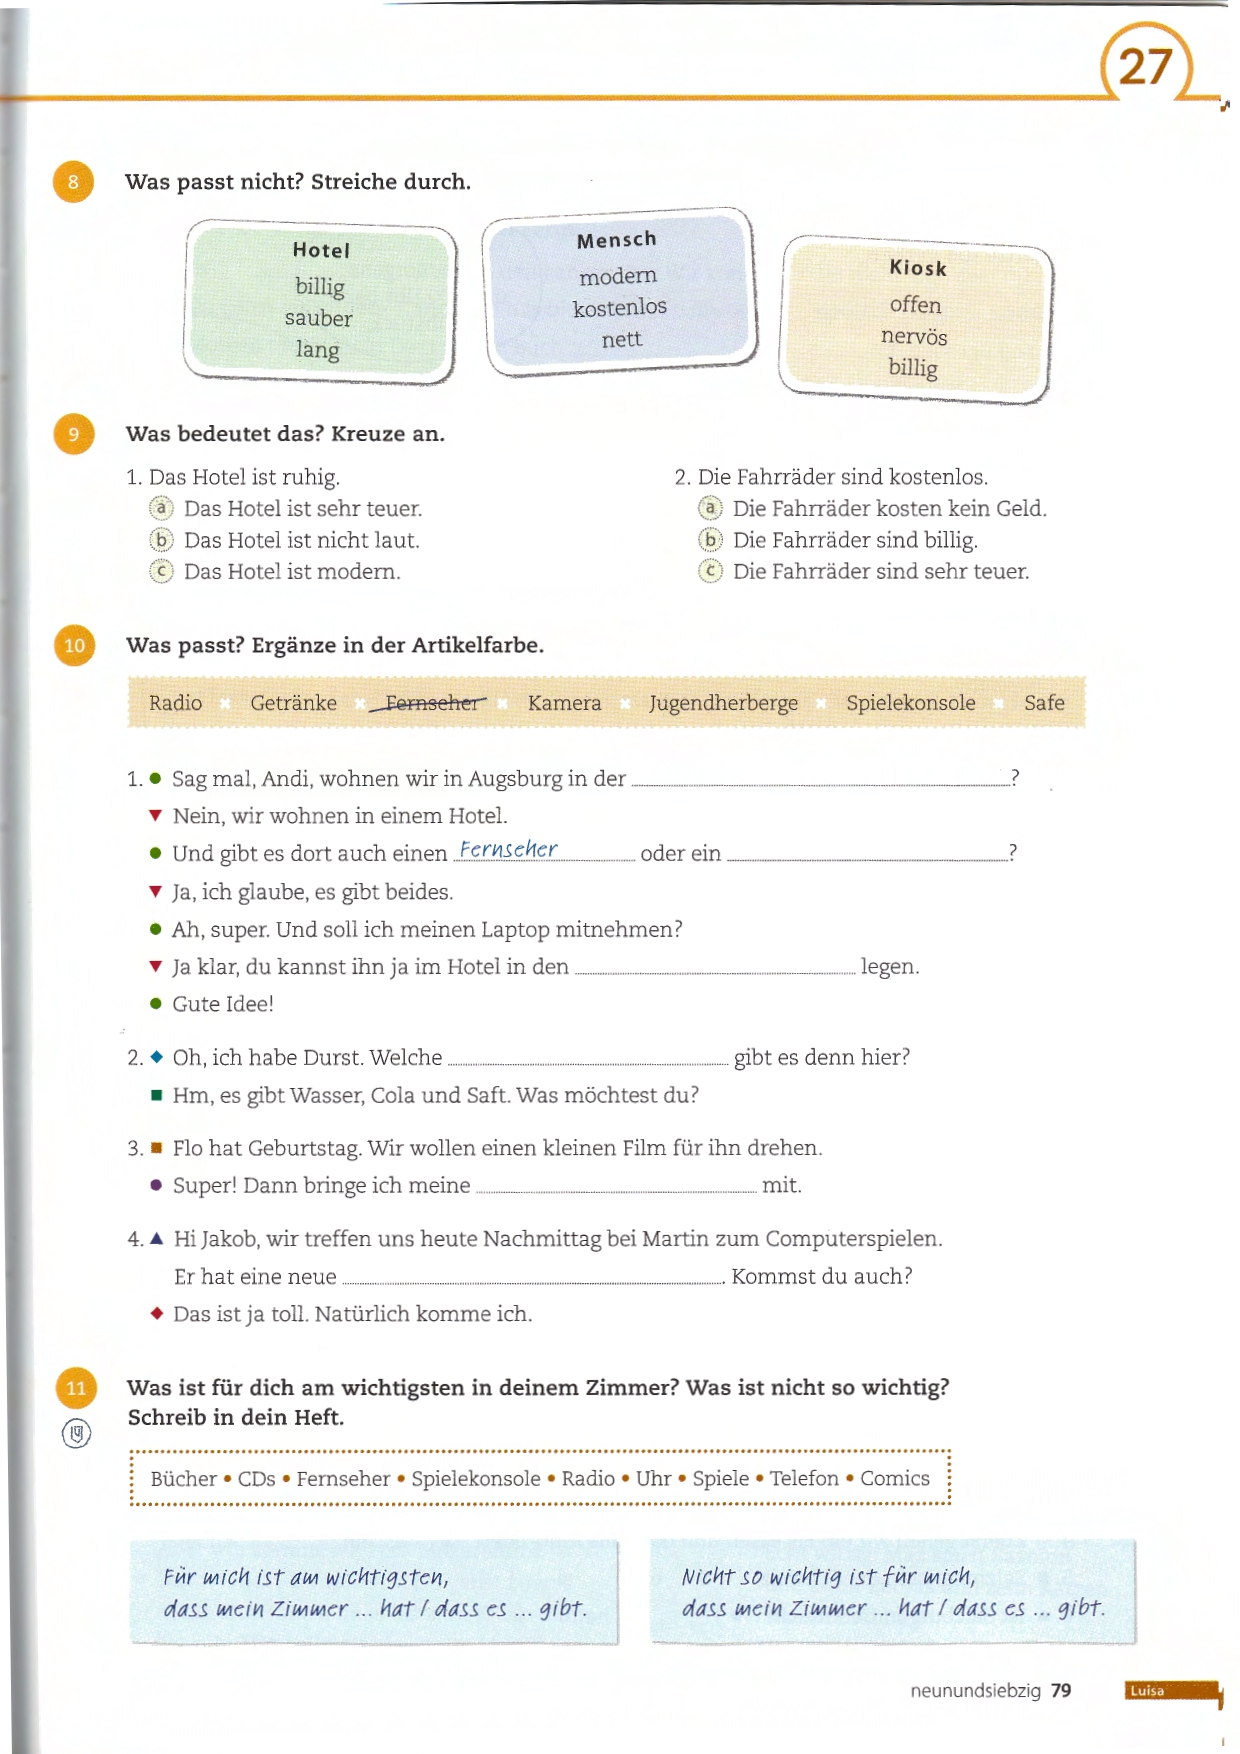 27
8 Was passt nicht? Streiche durch.
Hotel
billig
sauber
lang
Mensch
modern
kostenlos
nett
Kiosk
offen
nervös
billig
9 Was bedeutet das? Kreuze an.
1. Das Hotel ist ruhig.
a Das Hotel ist sehr teuer.
b Das Hotel ist nicht laut.
c Das Hotel ist modern.
2. Die Fahrräder sind kostenlos.
a Die Fahrräder kosten kein Geld.
b Die Fahrräder sind billig.
c Die Fahrräder sind sehr teuer.
10 Was passt? Ergänze in der Artikelfarbe.
Radio Getränke Fernseher Kamera Jugendherberge Spielekonsole Safe
1. ● Sag mal, Andi, wohnen wir in Augsburg in der ?
▼ Nein, wir wohnen in einem Hotel.
● Und gibt es dort auch einen Fernseher oder ein ?
▼ Ja, ich glaube, es gibt beides.
● Ah, super. Und soll ich meinen Laptop mitnehmen?
▼ Ja klar, du kannst ihn ja im Hotel in den legen.
● Gute Idee!
2. ◆ Oh, ich habe Durst. Welche gibt es denn hier?
■ Hm, es gibt Wasser, Cola und Saft. Was möchtest du?
3. ■ Flo hat Geburtstag. Wir wollen einen kleinen Film für ihn drehen.
● Super! Dann bringe ich meine mit.
4. ▲ Hi Jakob, wir treffen uns heute Nachmittag bei Martin zum Computerspielen.
Er hat eine neue . Kommst du auch?
◆ Das ist ja toll. Natürlich komme ich.
11 Was ist für dich am wichtigsten in deinem Zimmer? Was ist nicht so wichtig?
Schreib in dein Heft.
Bücher • CDs • Fernseher • Spielekonsole • Radio • Uhr • Spiele • Telefon • Comics
Für mich ist am wichtigsten,
dass mein Zimmer ... hat / dass es ... gibt.
Nicht so wichtig ist für mich,
dass mein Zimmer ... hat / dass es ... gibt.
neunundsiebzig 79
Luisa